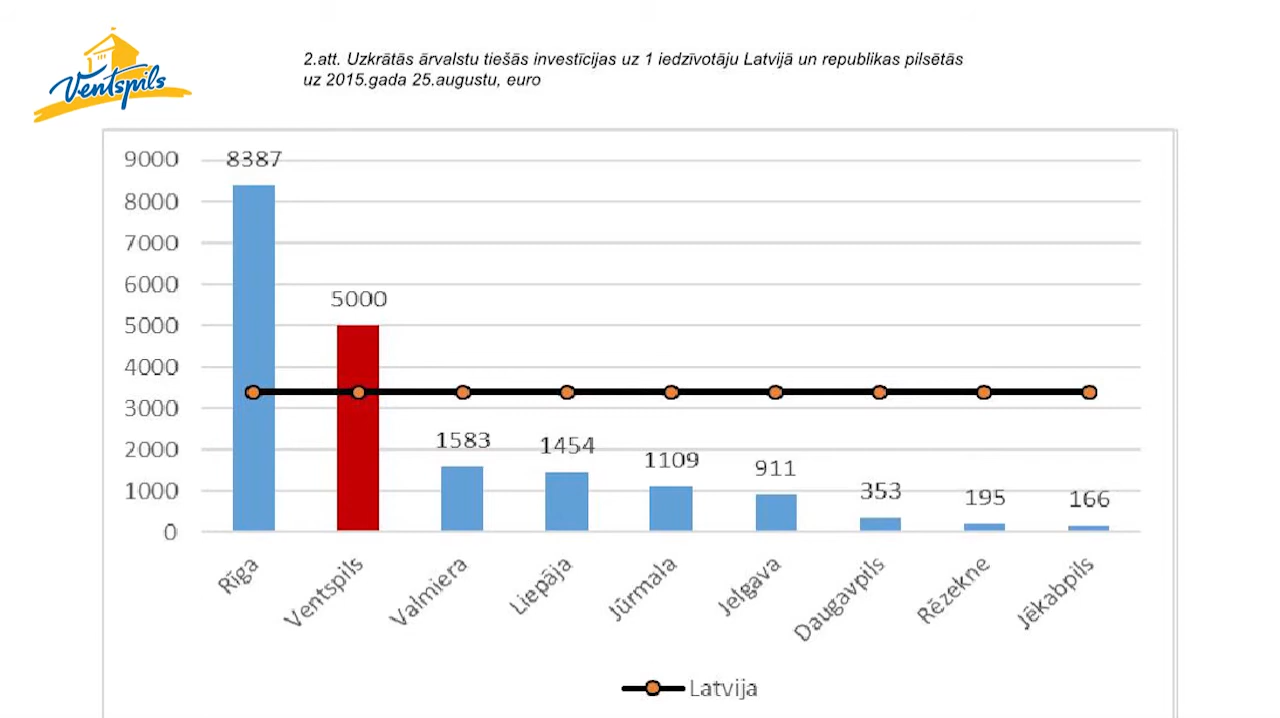 Ventspils
2.att. Uzkrātās ārvalstu tiešās investīcijas uz 1 iedzīvotāju Latvijā un republikas pilsētās
uz 2015.gada 25.augustu, euro
9000
8000
7000
6000
5000
4000
3000
2000
1000
0
8387
5000
1583
1454
1109
911
353
195
166
Rīga
Ventspils
Valmiera
Liepāja
Jūrmala
Jelgava
Daugavpils
Rēzekne
Jēkabpils
Latvija